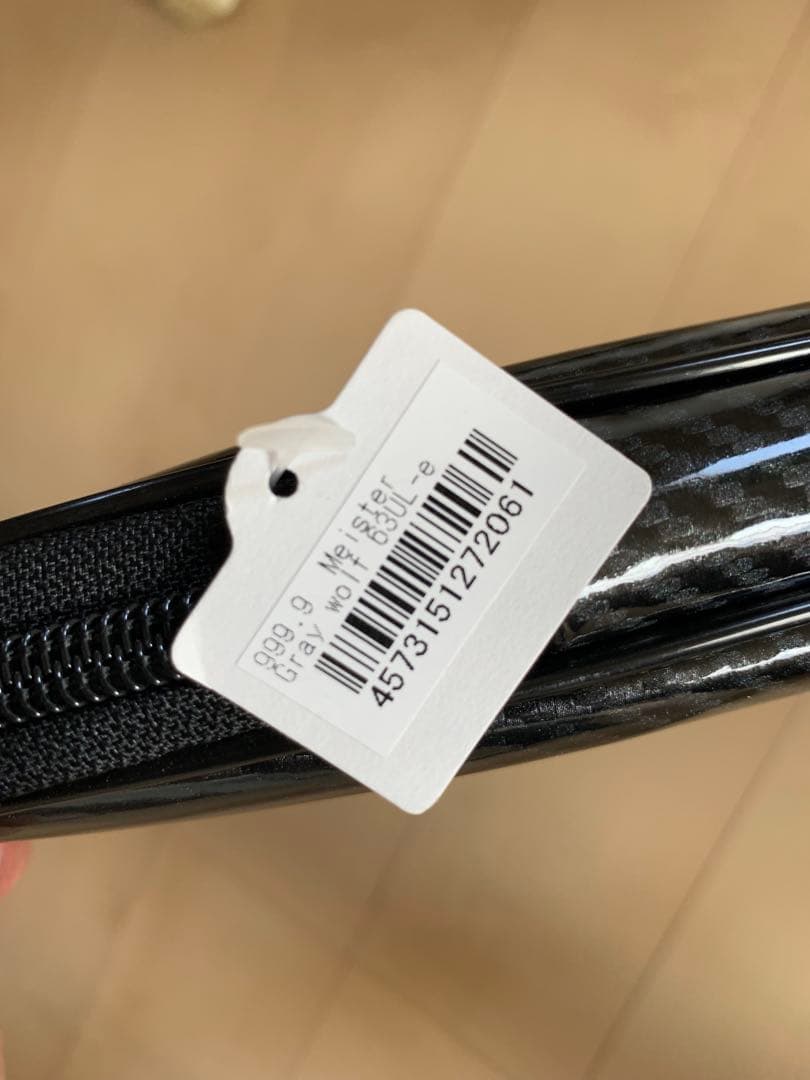 999.9 Meister
Gray wolf 63UL-e
4573151272061